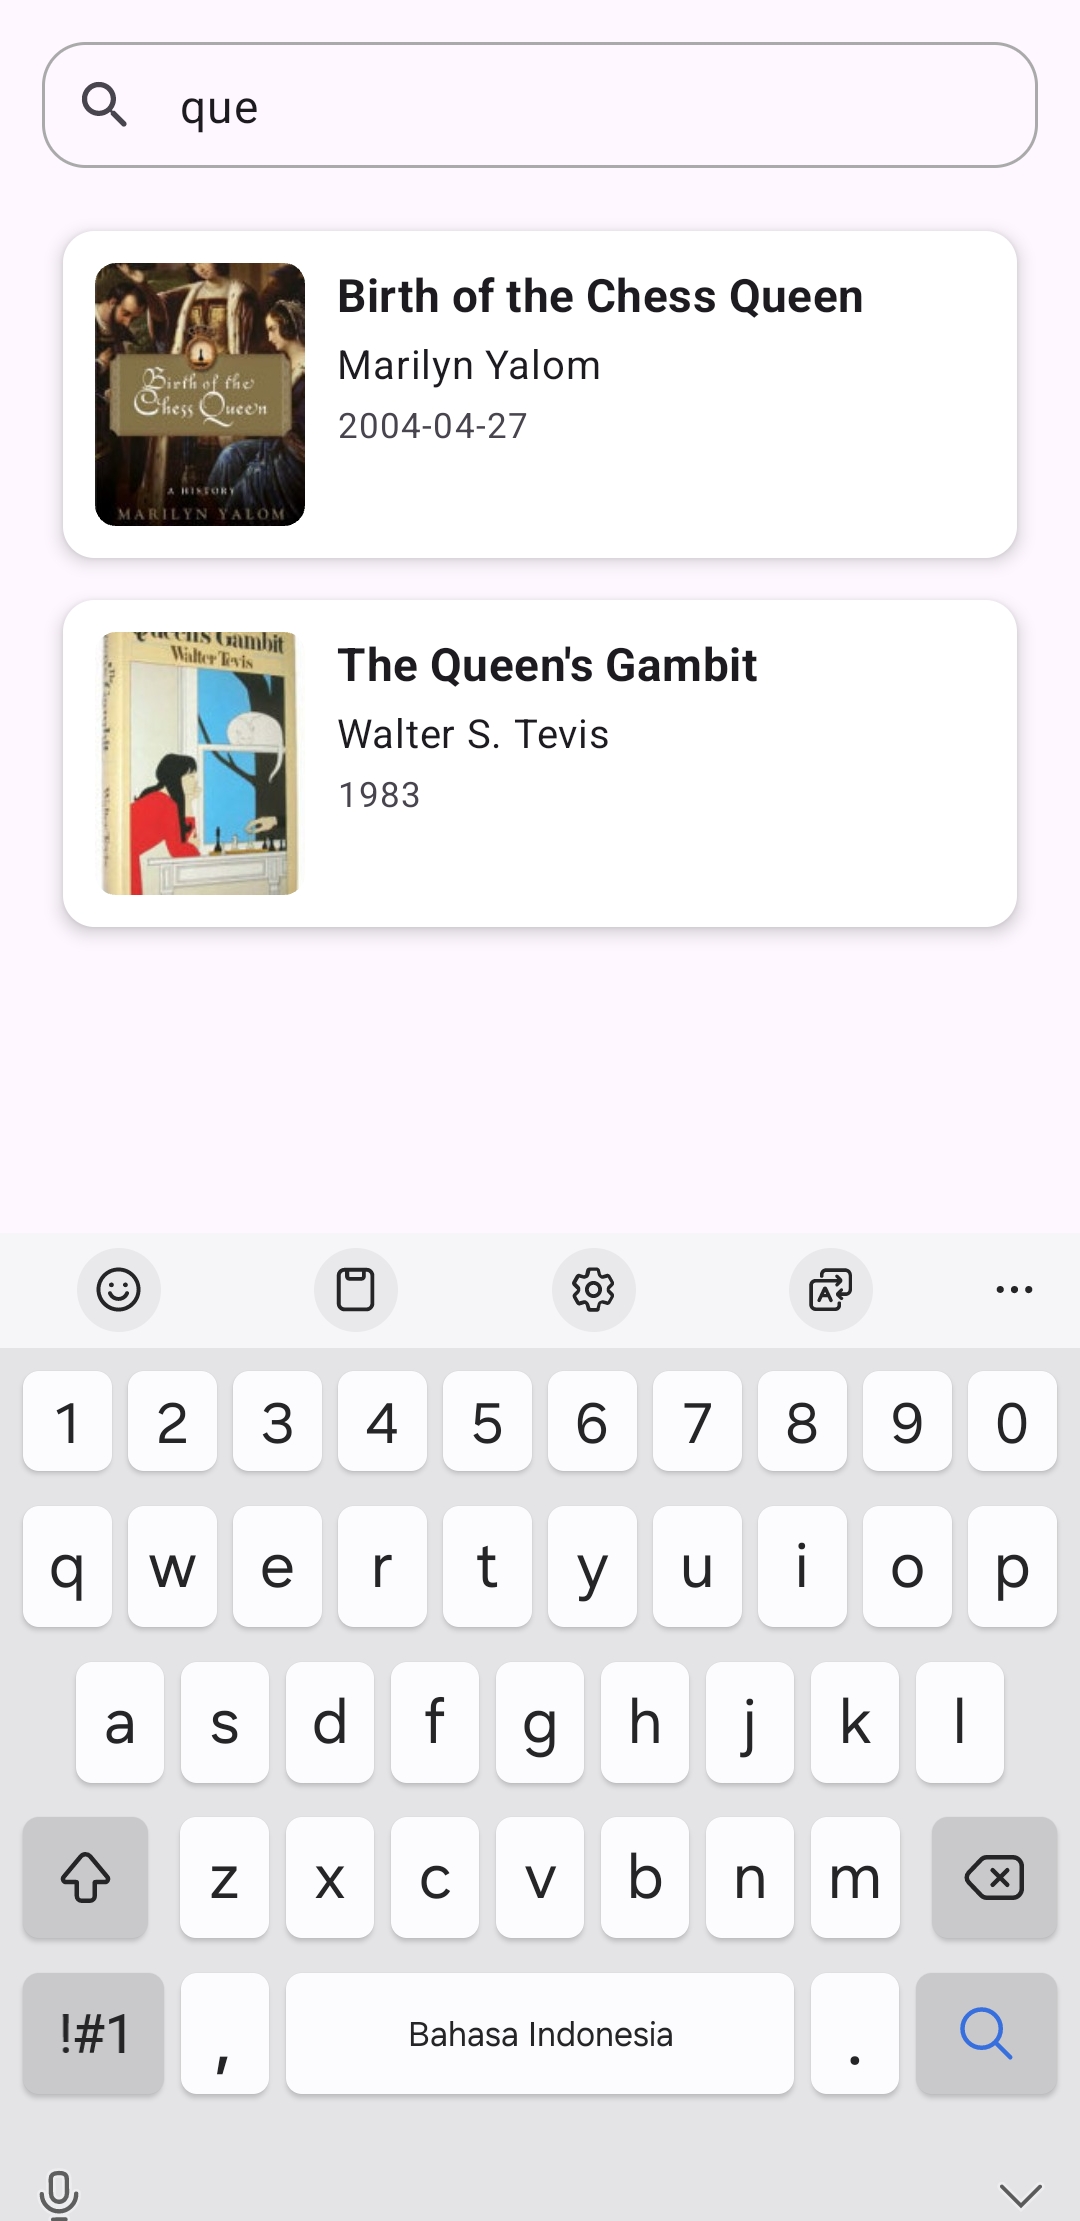 que
Birth of the
Chess Queen
A HISTORY
MARILYN YALOM
Birth of the Chess Queen
Marilyn Yalom
2004-04-27
Queen's Gambit
Walter Tevis
The Queen's Gambit
Walter S. Tevis
1983
1 2 3 4 5 6 7 8 9 0
q w e r t y u i o p
a s d f g h j k l
z x c v b n m
!#1 , Bahasa Indonesia .